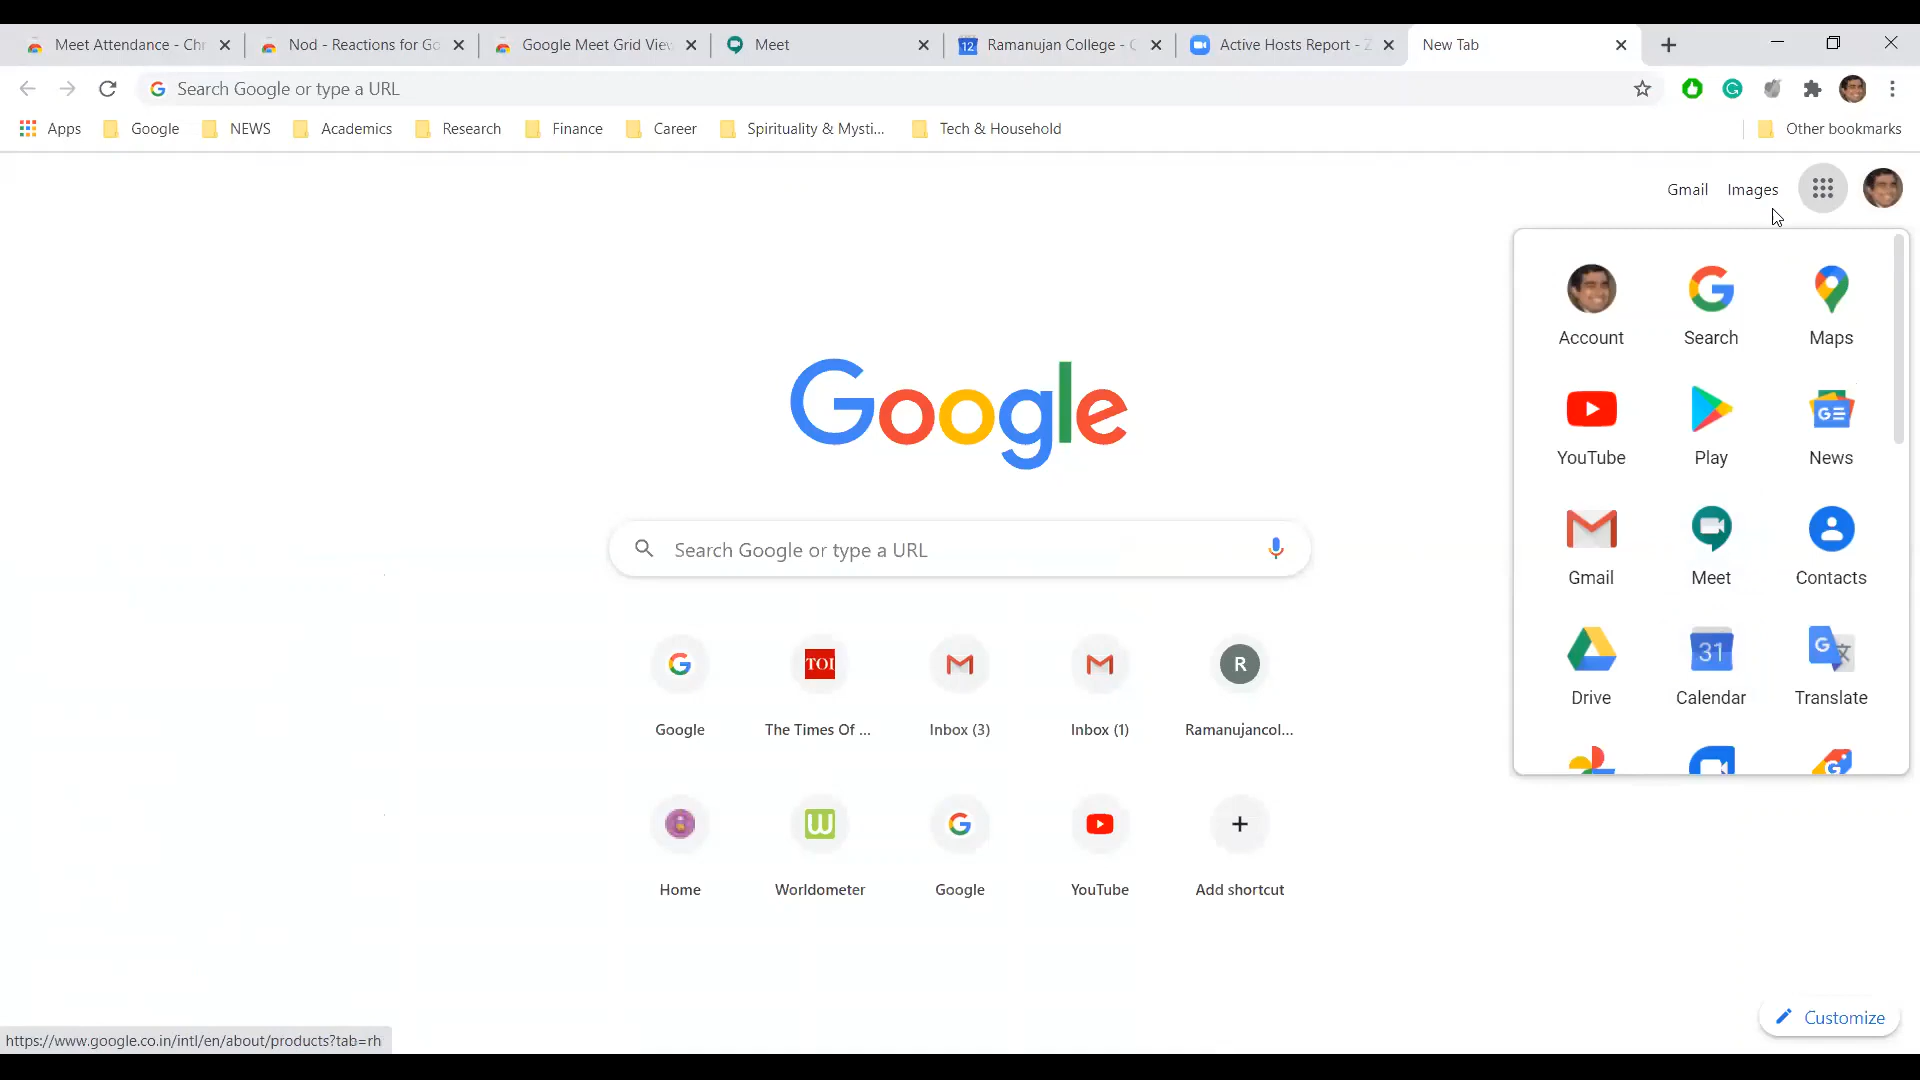 Meet Attendance - Chr
Nod - Reactions for Go
Google Meet Grid View
Meet
12
Ramanujan College -
Active Hosts Report - Z
New Tab
Search Google or type a URL
Apps
Google
NEWS
Academics
Research
Finance
Career
Spirituality & Mysti...
Tech & Household
Other bookmarks
Gmail
Images
Account
Search
Maps
YouTube
Play
GE
News
Gmail
Meet
Contacts
Drive
31
Calendar
Translate
Google
Search Google or type a URL
TOI
R
Google
The Times Of ...
Inbox (3)
Inbox (1)
Ramanujancol...
Home
Worldometer
Google
YouTube
Add shortcut
Customize
https://www.google.co.in/intl/en/about/products?tab=rh